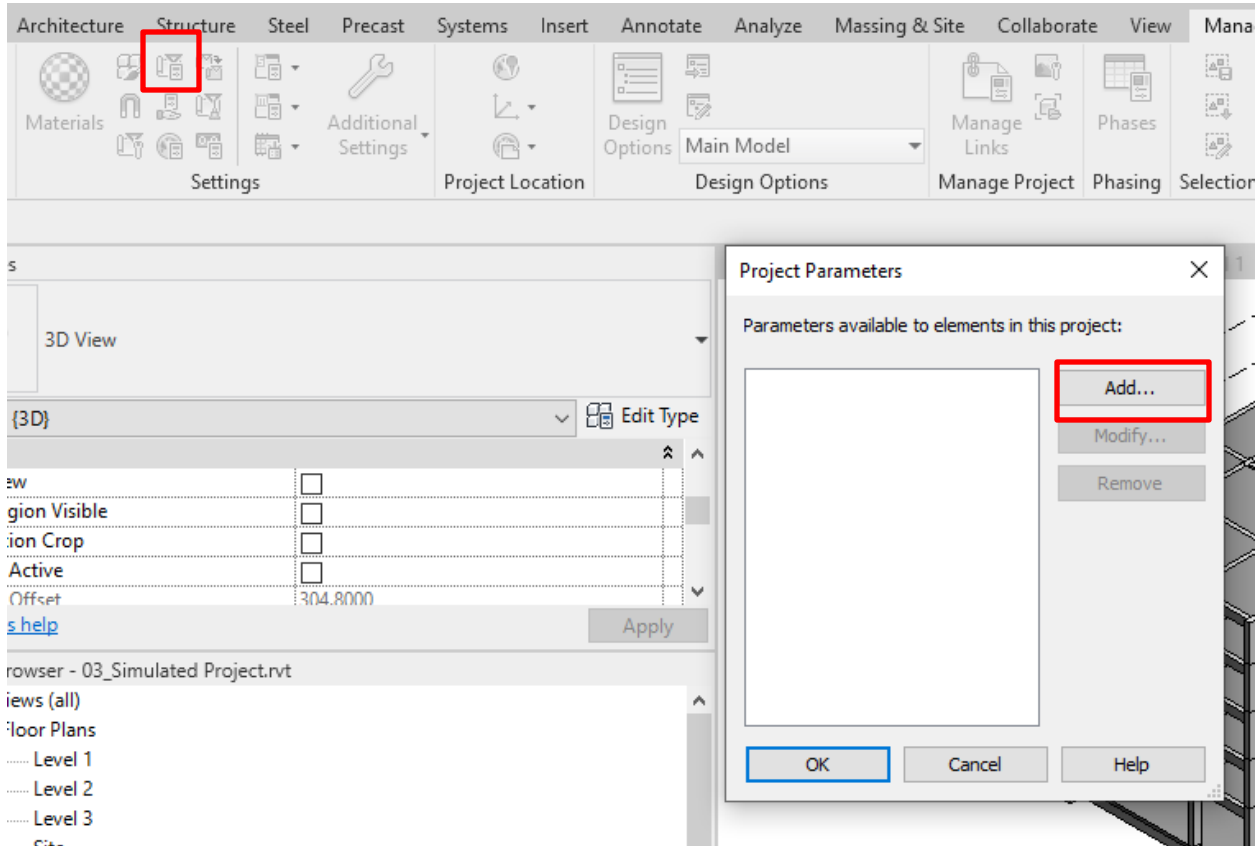 Architecture Structure Steel Precast Systems Insert Annotate Analyze Massing & Site Collaborate View Mana
Materials
Additional Settings
Design Options
Main Model
Manage Links
Phases
Settings Project Location Design Options Manage Project Phasing Selection
s
3D View
{3D}
Edit Type
ew
gion Visible
ion Crop
Active
Offset 304.8000
s help
Apply
rowser - 03_Simulated Project.rvt
iews (all)
Floor Plans
Level 1
Level 2
Level 3
Site
Project Parameters
1
Parameters available to elements in this project:
Add...
Modify...
Remove
OK Cancel Help